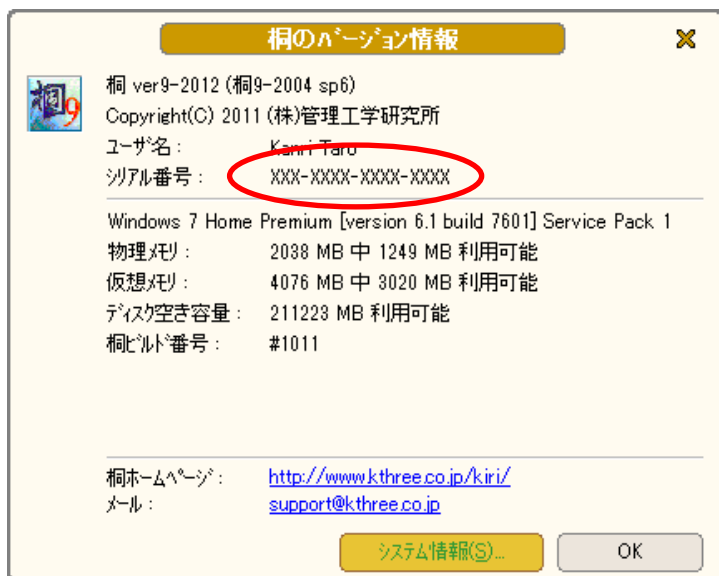 桐のﾊﾞｰｼﾞｮﾝ情報
桐9
桐 ver9-2012 (桐9-2004 sp6)
Copyright(C) 2011 (株)管理工学研究所
ﾕｰｻﾞ名 : Kanri Taro
ｼﾘｱﾙ番号 : XXX-XXXX-XXXX-XXXX
Windows 7 Home Premium [version 6.1 build 7601] Service Pack 1
物理ﾒﾓﾘ : 2038 MB 中 1249 MB 利用可能
仮想ﾒﾓﾘ : 4076 MB 中 3020 MB 利用可能
ﾃﾞｨｽｸ空き容量 : 211223 MB 利用可能
桐ﾋﾞﾙﾄﾞ番号 : #1011
桐ﾎｰﾑﾍﾟｰｼﾞ : http://www.kthree.co.jp/kiri/
ﾒｰﾙ : support@kthree.co.jp
ｼｽﾃﾑ情報(S)... OK